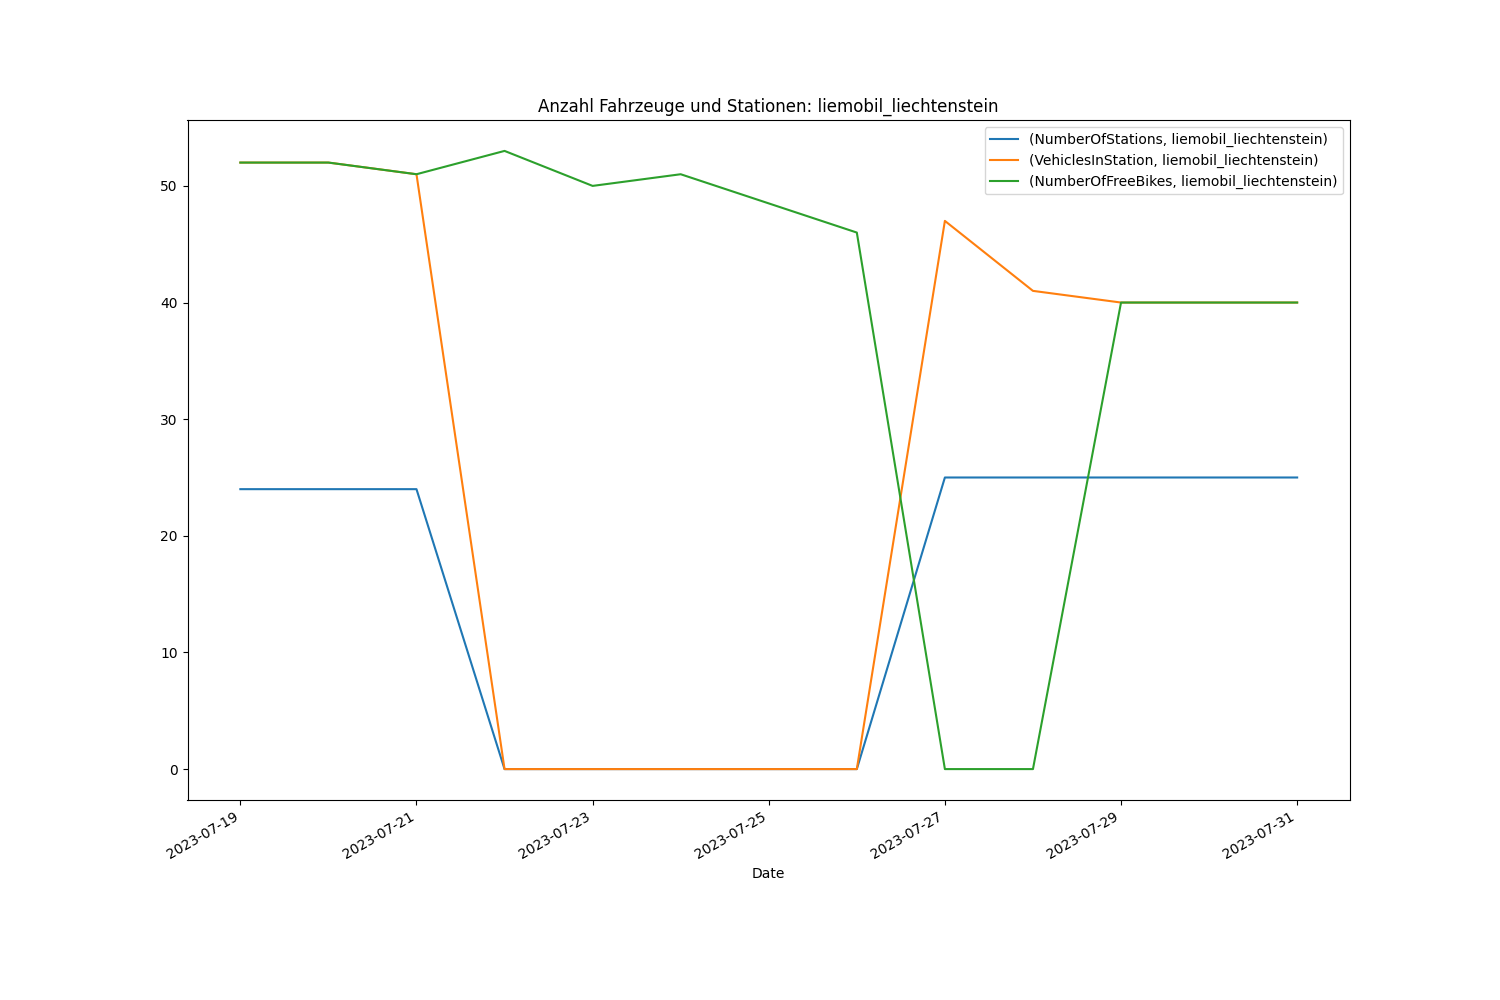 Anzahl Fahrzeuge und Stationen: liemobil_liechtenstein
(NumberOfStations, liemobil_liechtenstein)
(VehiclesInStation, liemobil_liechtenstein)
(NumberOfFreeBikes, liemobil_liechtenstein)
50
40
30
20
10
0
2023-07-19
2023-07-21
2023-07-23
2023-07-25
2023-07-27
2023-07-29
2023-07-31
Date